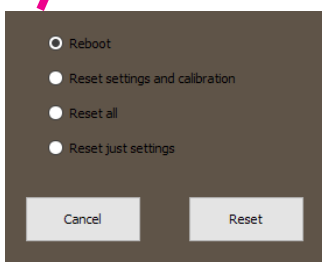 Reboot
Reset settings and calibration
Reset all
Reset just settings
Cancel
Reset